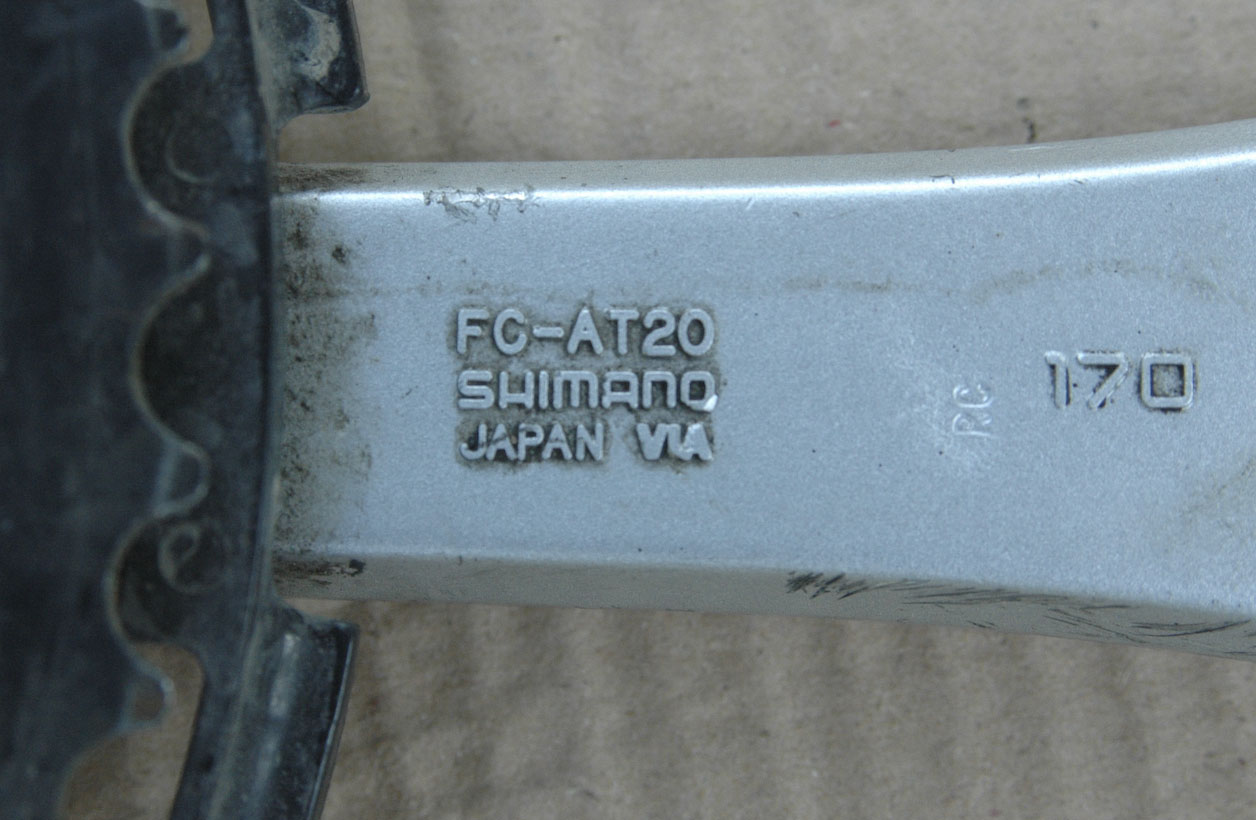 FC-AT20
SHIMANO
JAPAN VIA
RC
170